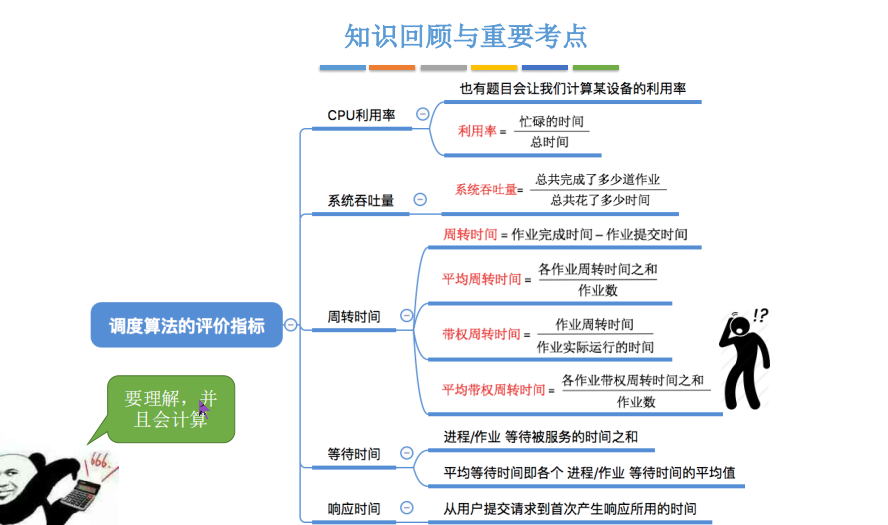 知识回顾与重要考点
也有题目会让我们计算某设备的利用率
CPU利用率
利用率 = 忙碌的时间
总时间
系统吞吐量
系统吞吐量= 总共完成了多少道作业
总共花了多少时间
周转时间 = 作业完成时间 – 作业提交时间
平均周转时间 = 各作业周转时间之和
作业数
周转时间
带权周转时间 = 作业周转时间
作业实际运行的时间
平均带权周转时间 = 各作业带权周转时间之和
作业数
调度算法的评价指标
要理解，并
且会计算
等待时间
进程/作业 等待被服务的时间之和
平均等待时间即各个 进程/作业 等待时间的平均值
响应时间
从用户提交请求到首次产生响应所用的时间
!?
666.